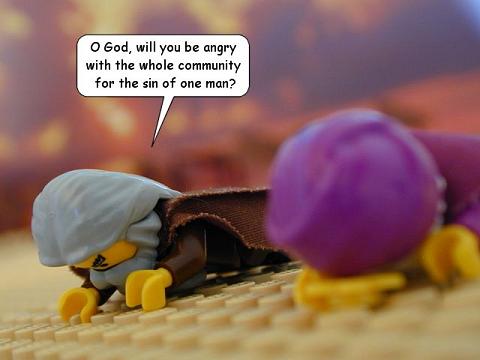 O God, will you be angry
with the whole community
for the sin of one man?